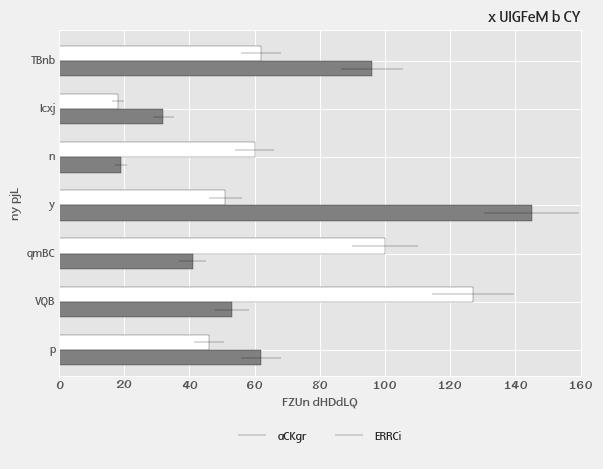 x UIGFeM b CY
TBnb
lcxj
n
y
qmBC
VQB
p
ny pjL
0 20 40 60 80 100 120 140 160
FZUn dHDdLQ
aCKgr ERRCi